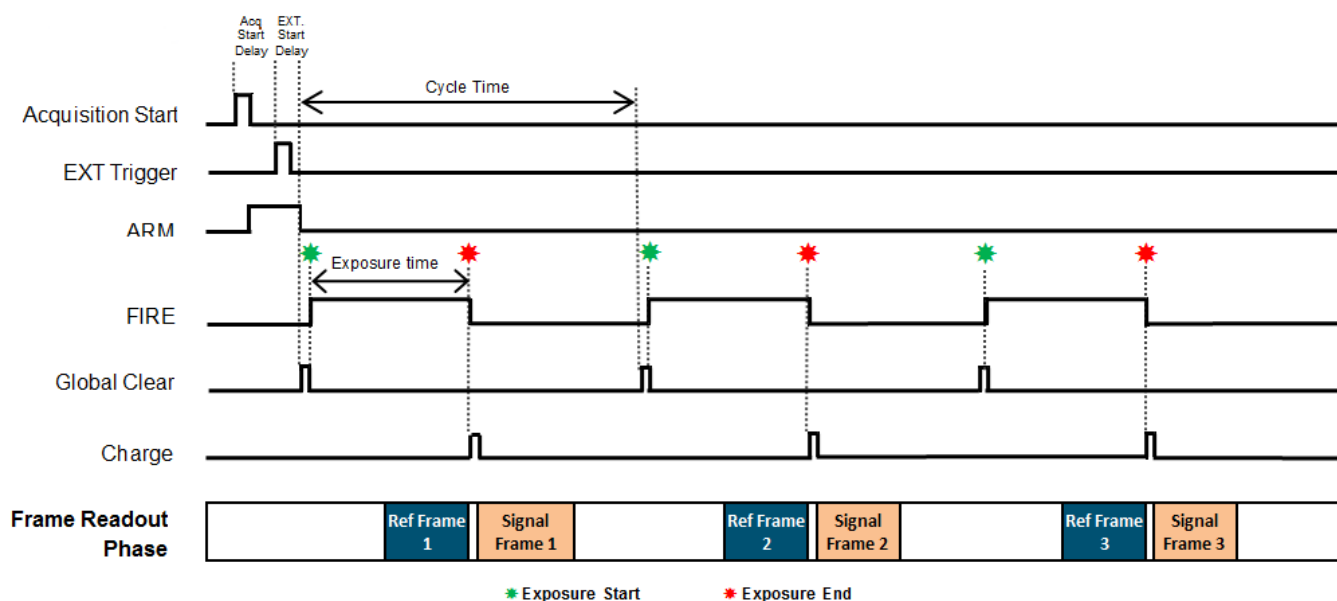 Acq EXT.
Start Start
Delay Delay
Cycle Time
Acquisition Start
EXT Trigger
ARM
Exposure time
FIRE
Global Clear
Charge
Frame Readout
Phase
Ref Frame
1
Signal
Frame 1
Ref Frame
2
Signal
Frame 2
Ref Frame
3
Signal
Frame 3
Exposure Start
Exposure End